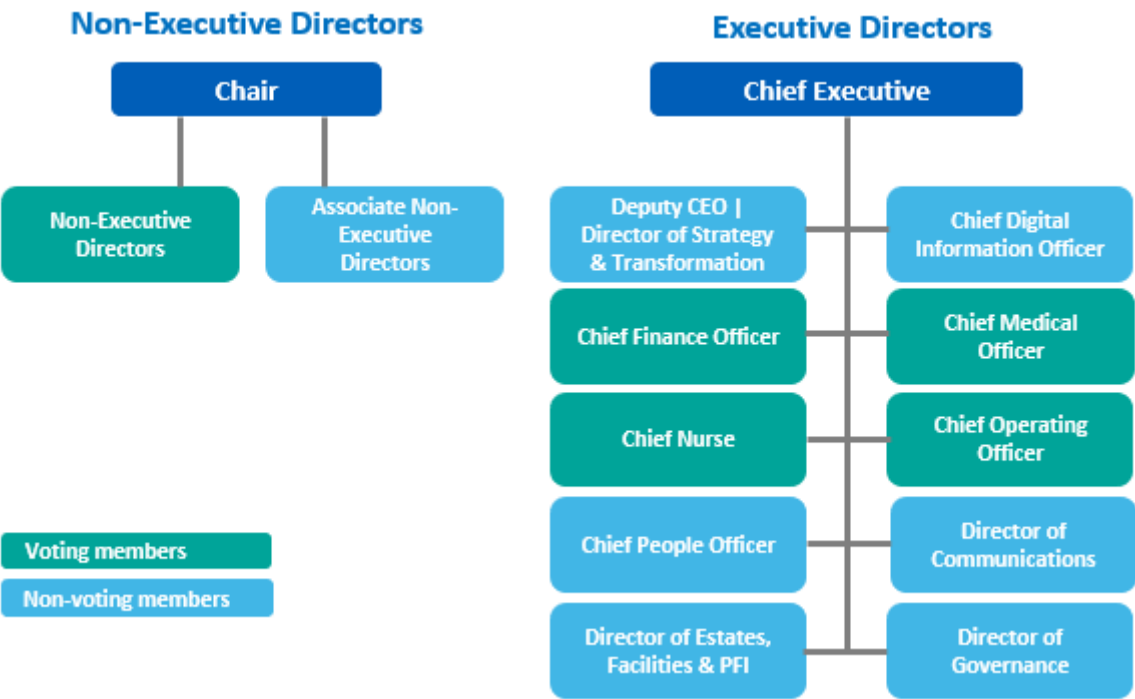 Non-Executive Directors
Executive Directors
Chair
Chief Executive
Non-Executive
Directors
Associate Non-
Executive
Directors
Deputy CEO |
Director of Strategy
& Transformation
Chief Digital
Information Officer
Chief Finance Officer
Chief Medical
Officer
Chief Nurse
Chief Operating
Officer
Voting members
Non-voting members
Chief People Officer
Director of
Communications
Director of Estates,
Facilities & PFI
Director of
Governance